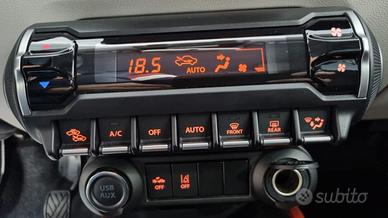 18.5 AUTO
A/C OFF AUTO FRONT REAR
USB
AUX
OFF OFF
subito